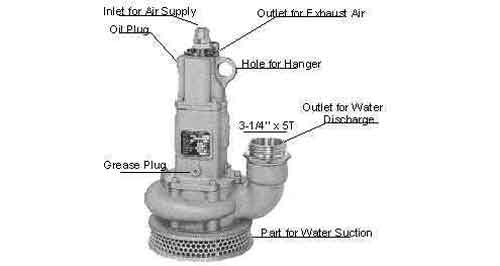 Inlet for Air Supply
Outlet for Exhaust Air
Oil Plug
Hole for Hanger
Outlet for Water
Discharge
3-1/4" x 5T
Grease Plug
Part for Water Suction